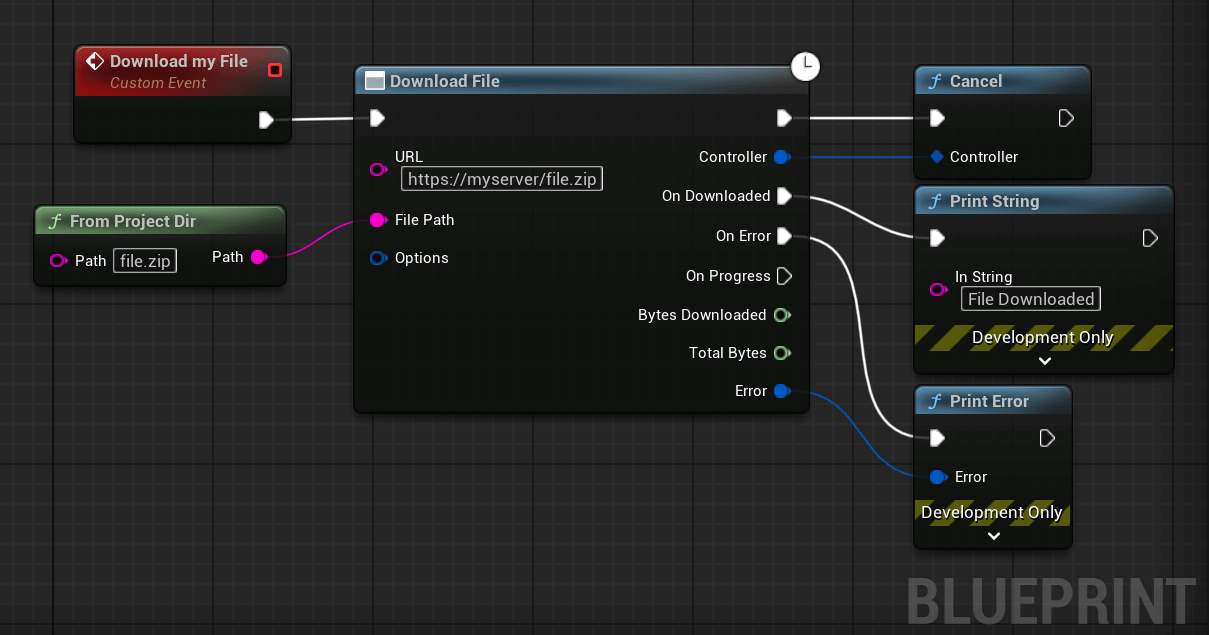 Download my File
Custom Event
From Project Dir
Path
file.zip
Path
Download File
URL
https://myserver/file.zip
File Path
Options
Controller
On Downloaded
On Error
On Progress
Bytes Downloaded
Total Bytes
Error
Cancel
Controller
Print String
In String
File Downloaded
Development Only
Print Error
Error
Development Only
BLUEPRINT